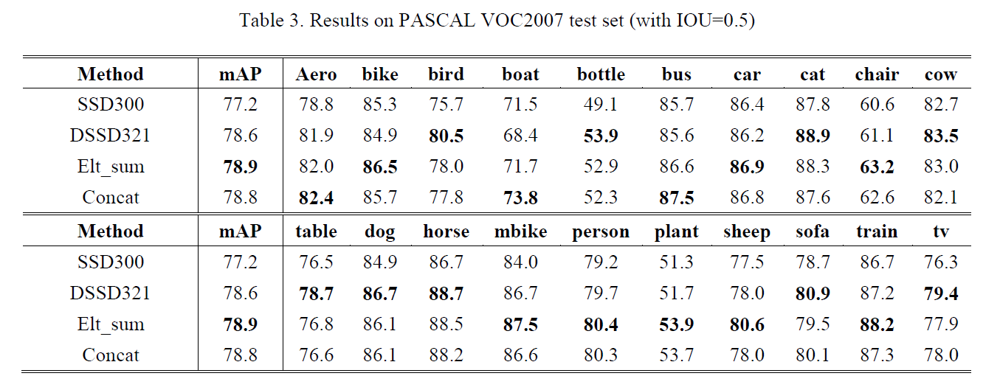 Table 3. Results on PASCAL VOC2007 test set (with IOU=0.5)
Method mAP Aero bike bird boat bottle bus car cat chair cow
SSD300 77.2 78.8 85.3 75.7 71.5 49.1 85.7 86.4 87.8 60.6 82.7
DSSD321 78.6 81.9 84.9 80.5 68.4 53.9 85.6 86.2 88.9 61.1 83.5
Elt_sum 78.9 82.0 86.5 78.0 71.7 52.9 86.6 86.9 88.3 63.2 83.0
Concat 78.8 82.4 85.7 77.8 73.8 52.3 87.5 86.8 87.6 62.6 82.1
Method mAP table dog horse mbike person plant sheep sofa train tv
SSD300 77.2 76.5 84.9 86.7 84.0 79.2 51.3 77.5 78.7 86.7 76.3
DSSD321 78.6 78.7 86.7 88.7 86.7 79.7 51.7 78.0 80.9 87.2 79.4
Elt_sum 78.9 76.8 86.1 88.5 87.5 80.4 53.9 80.6 79.5 88.2 77.9
Concat 78.8 76.6 86.1 88.2 86.6 80.3 53.7 78.0 80.1 87.3 78.0